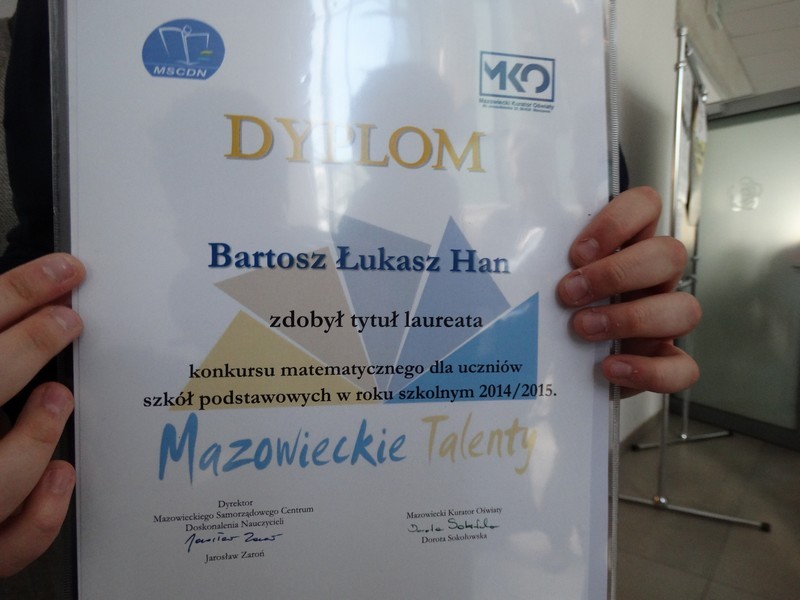 MSCDN
MKO
Mazowiecki Kurator Oświaty
DYPLOM
Bartosz Łukasz Han
zdobył tytuł laureata
konkursu matematycznego dla uczniów
szkół podstawowych w roku szkolnym 2014/2015.
Mazowieckie Talenty
Dyrektor
Mazowieckiego Samorządowego Centrum
Doskonalenia Nauczycieli
Jarosław Zaroń
Mazowiecki Kurator Oświaty
Dorota Sokołowska